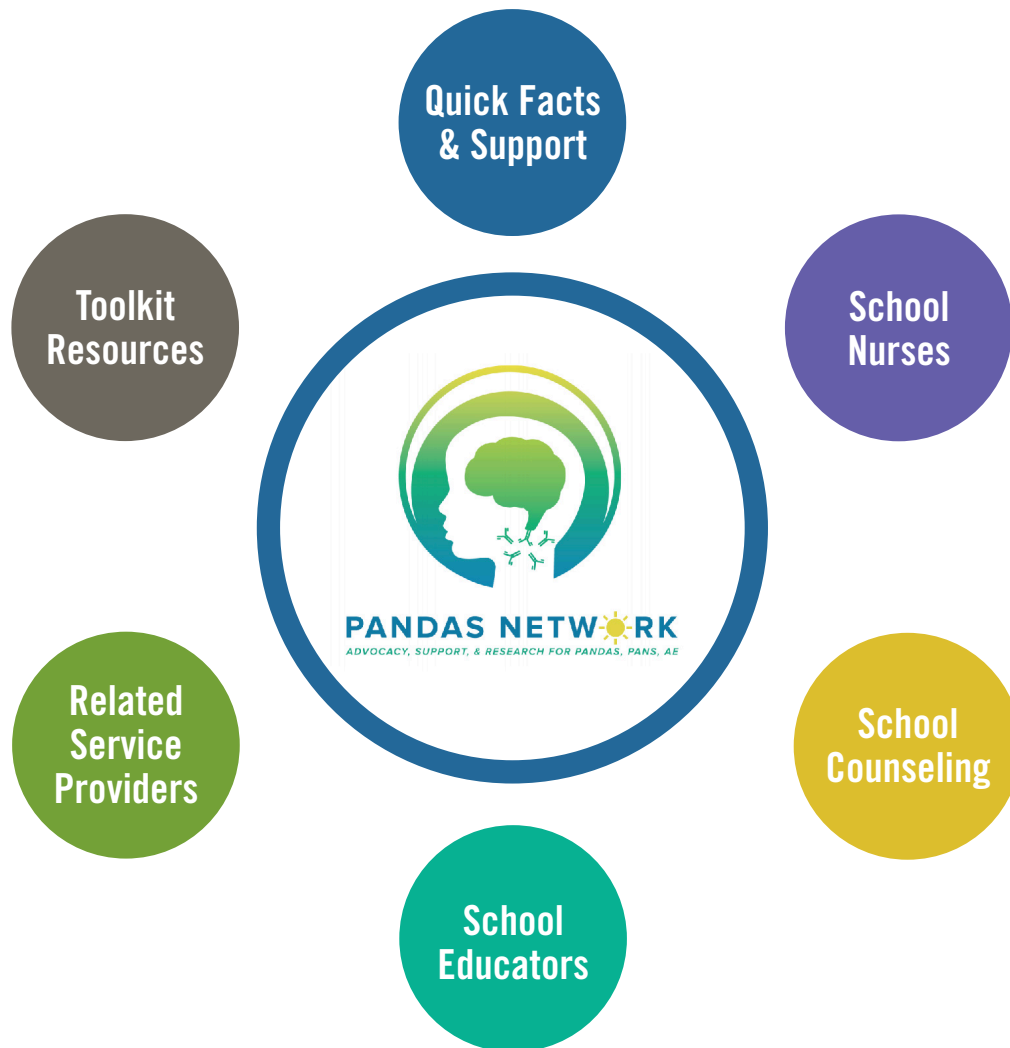 Quick Facts
& Support
Toolkit
Resources
School
Nurses
PANDAS NETWORK
ADVOCACY, SUPPORT, & RESEARCH FOR PANDAS, PANS, AE
Related
Service
Providers
School
Counseling
School
Educators